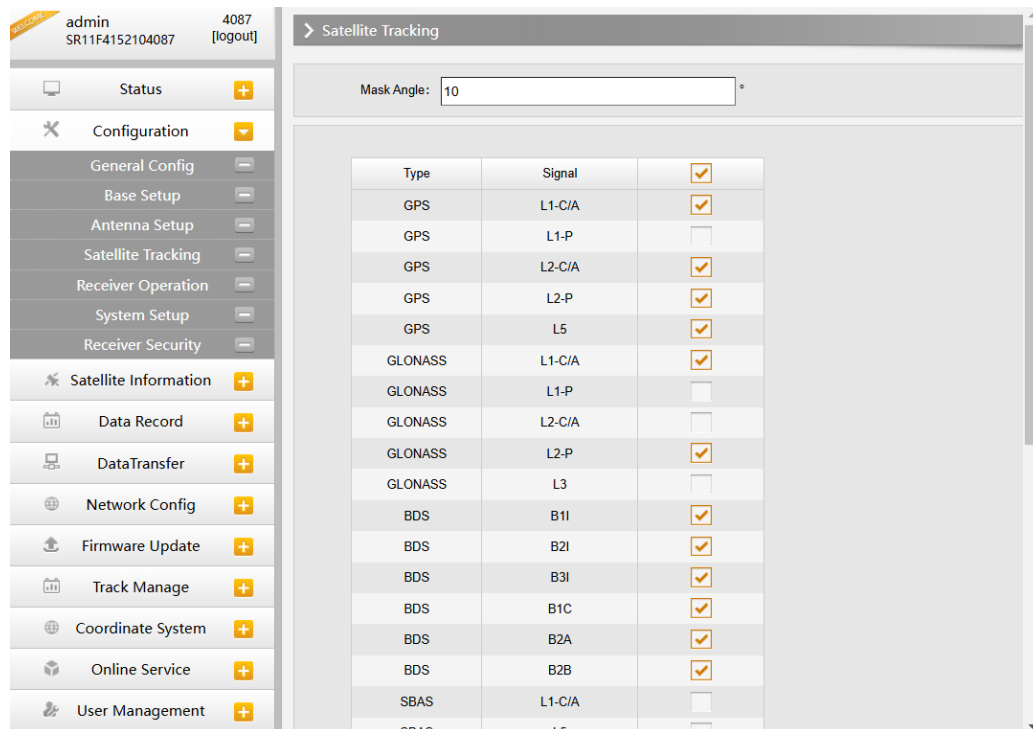 WELCOME
admin 4087
SR11F4152104087 [logout]
Status
Configuration
General Config
Base Setup
Antenna Setup
Satellite Tracking
Receiver Operation
System Setup
Receiver Security
Satellite Information
Data Record
DataTransfer
Network Config
Firmware Update
Track Manage
Coordinate System
Online Service
User Management
Satellite Tracking
Mask Angle: 10 °
Type Signal
GPS L1-C/A
GPS L1-P
GPS L2-C/A
GPS L2-P
GPS L5
GLONASS L1-C/A
GLONASS L1-P
GLONASS L2-C/A
GLONASS L2-P
GLONASS L3
BDS B1I
BDS B2I
BDS B3I
BDS B1C
BDS B2A
BDS B2B
SBAS L1-C/A